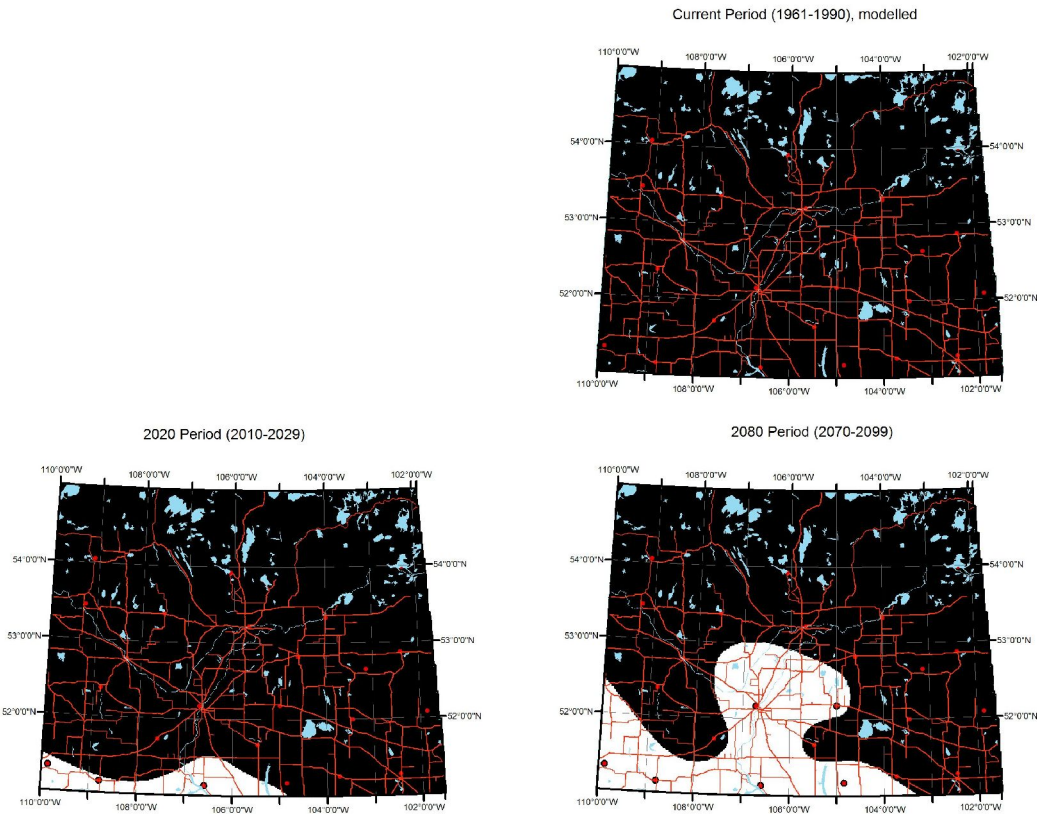 Current Period (1961-1990), modelled
110°0'0"W
108°0'0"W 106°0'0"W 104°0'0"W 102°0'0"W
54°0'0"N 54°0'0"N
53°0'0"N 53°0'0"N
52°0'0"N 52°0'0"N
110°0'0"W 108°0'0"W 106°0'0"W 104°0'0"W 102°0'0"W
2020 Period (2010-2029)
110°0'0"W
108°0'0"W 106°0'0"W 104°0'0"W 102°0'0"W
54°0'0"N 54°0'0"N
53°0'0"N 53°0'0"N
52°0'0"N 52°0'0"N
110°0'0"W 108°0'0"W 106°0'0"W 104°0'0"W 102°0'0"W
2080 Period (2070-2099)
110°0'0"W
108°0'0"W 106°0'0"W 104°0'0"W 102°0'0"W
54°0'0"N 54°0'0"N
53°0'0"N 53°0'0"N
52°0'0"N 52°0'0"N
110°0'0"W 108°0'0"W 106°0'0"W 104°0'0"W 102°0'0"W